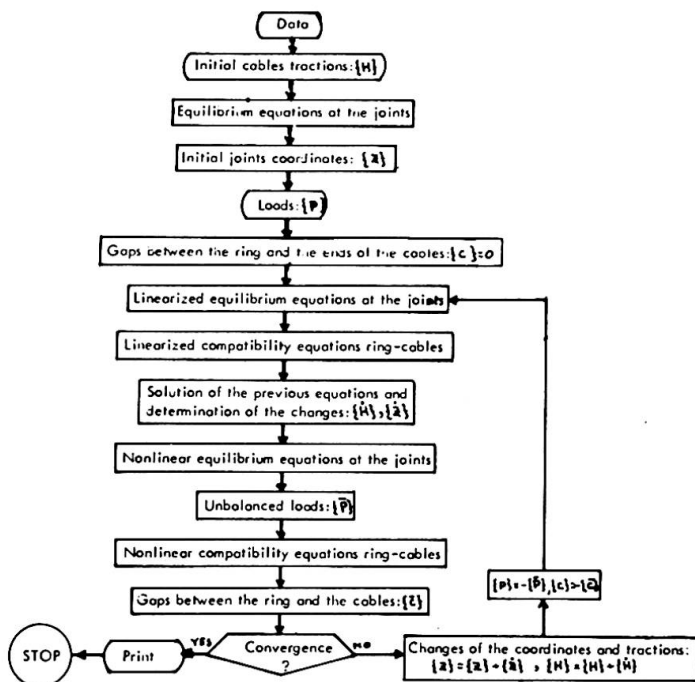 Data
Initial cables tractions: {H}
Equilibrium equations at the joints
Initial joints coordinates: {Z}
Loads: {P}
Gaps between the ring and the ends of the cables: {C}=0
Linearized equilibrium equations at the joints
Linearized compatibility equations ring-cables
Solution of the previous equations and
determination of the changes: {Ḣ}, {Ż}
Nonlinear equilibrium equations at the joints
Unbalanced loads: {P̄}
Nonlinear compatibility equations ring-cables
Gaps between the ring and the cables: {C̄}
{P}=-{P̄}, {C}=-{C̄}
STOP
Print
YES
Convergence
?
NO
Changes of the coordinates and tractions:
{Z}={Z}+{Ż} , {H}={H}+{Ḣ}